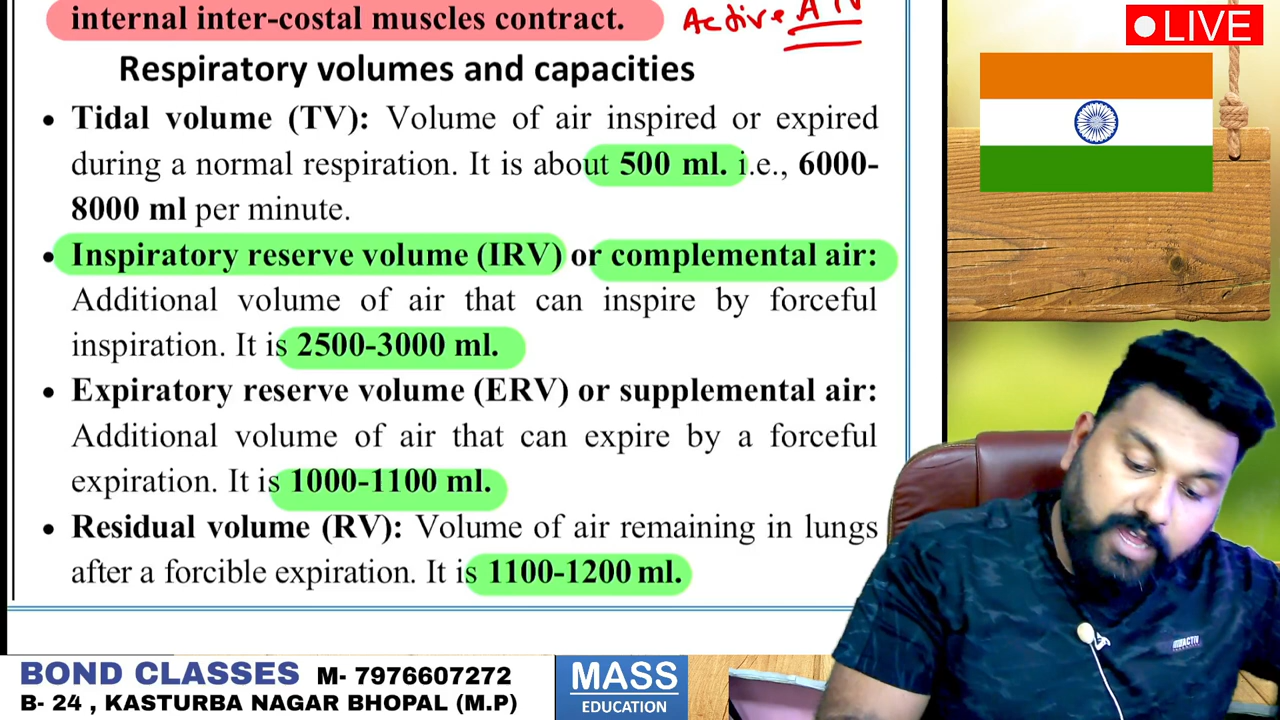 internal inter-costal muscles contract.
Active ATP
LIVE
Respiratory volumes and capacities
• Tidal volume (TV): Volume of air inspired or expired
during a normal respiration. It is about 500 ml. i.e., 6000-
8000 ml per minute.
• Inspiratory reserve volume (IRV) or complemental air:
Additional volume of air that can inspire by forceful
inspiration. It is 2500-3000 ml.
• Expiratory reserve volume (ERV) or supplemental air:
Additional volume of air that can expire by a forceful
expiration. It is 1000-1100 ml.
• Residual volume (RV): Volume of air remaining in lungs
after a forcible expiration. It is 1100-1200 ml.
BOND CLASSES M- 7976607272
B- 24 , KASTURBA NAGAR BHOPAL (M.P)
MASS
EDUCATION